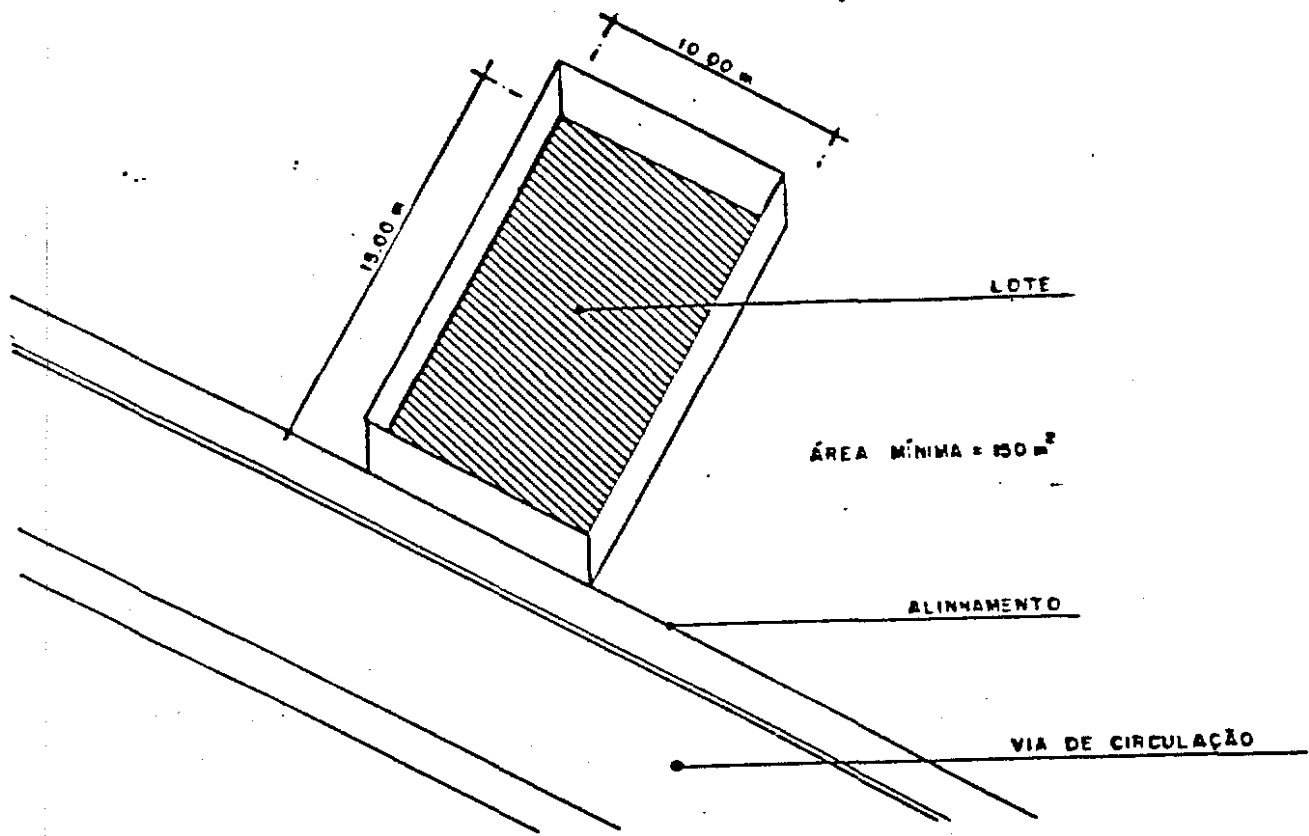 10.00 m
15.00 m
LOTE
ÁREA MÍNIMA = 150 m²
ALINHAMENTO
VIA DE CIRCULAÇÃO